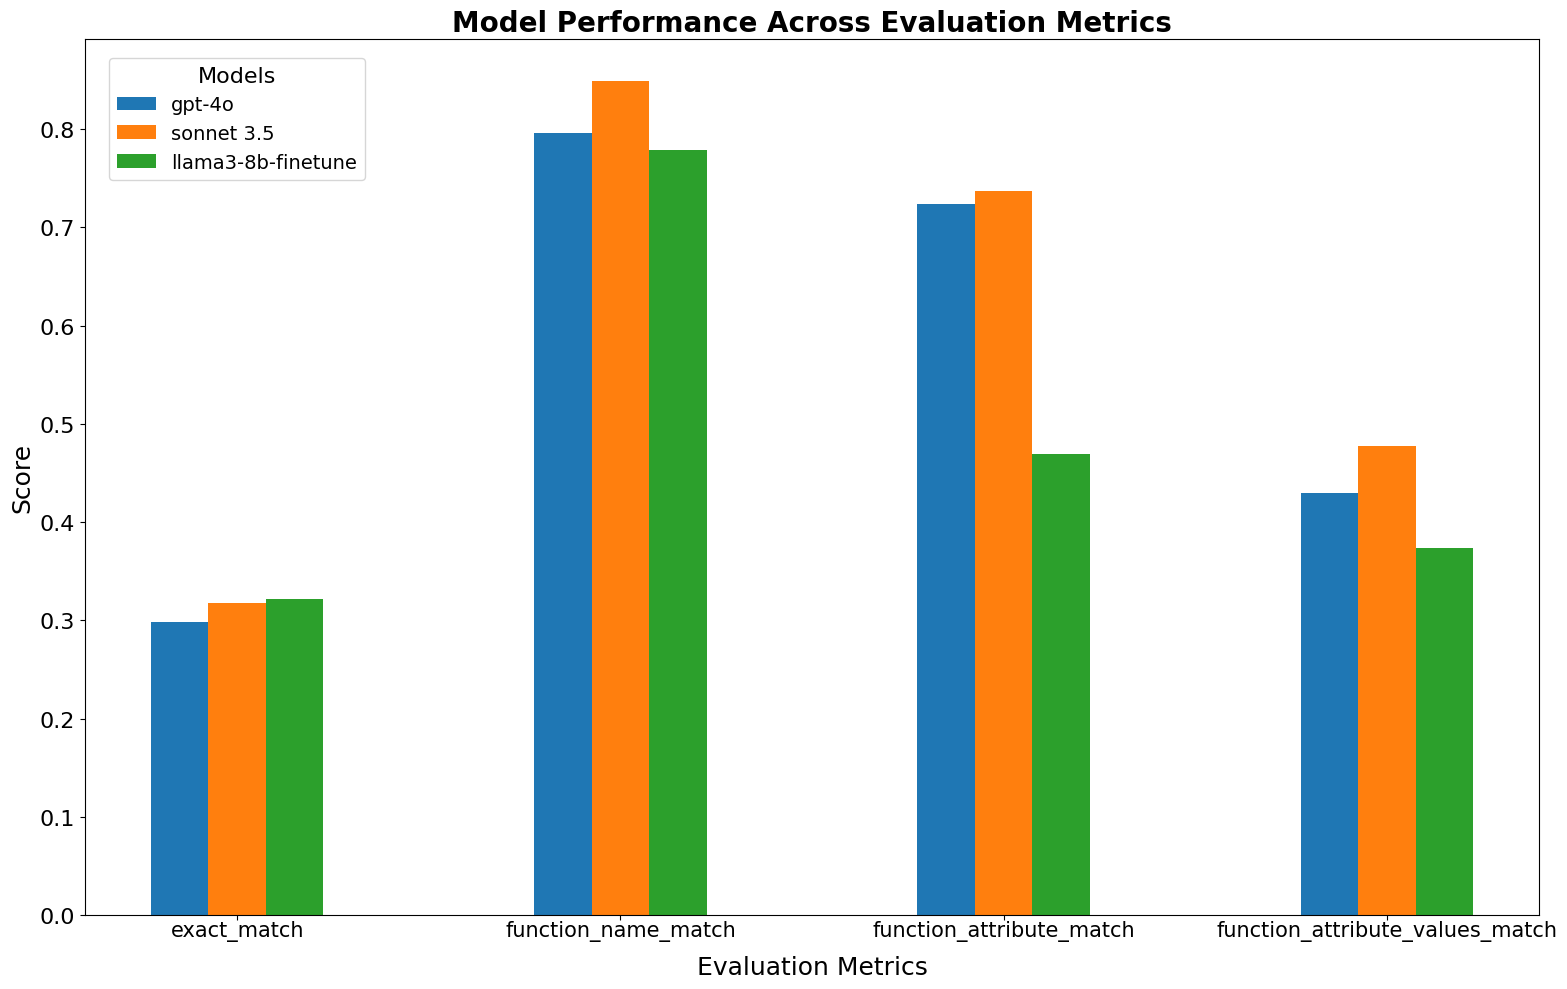 Model Performance Across Evaluation Metrics
Models
gpt-4o
sonnet 3.5
llama3-8b-finetune
Score
0.8
0.7
0.6
0.5
0.4
0.3
0.2
0.1
0.0
exact_match function_name_match function_attribute_match function_attribute_values_match
Evaluation Metrics